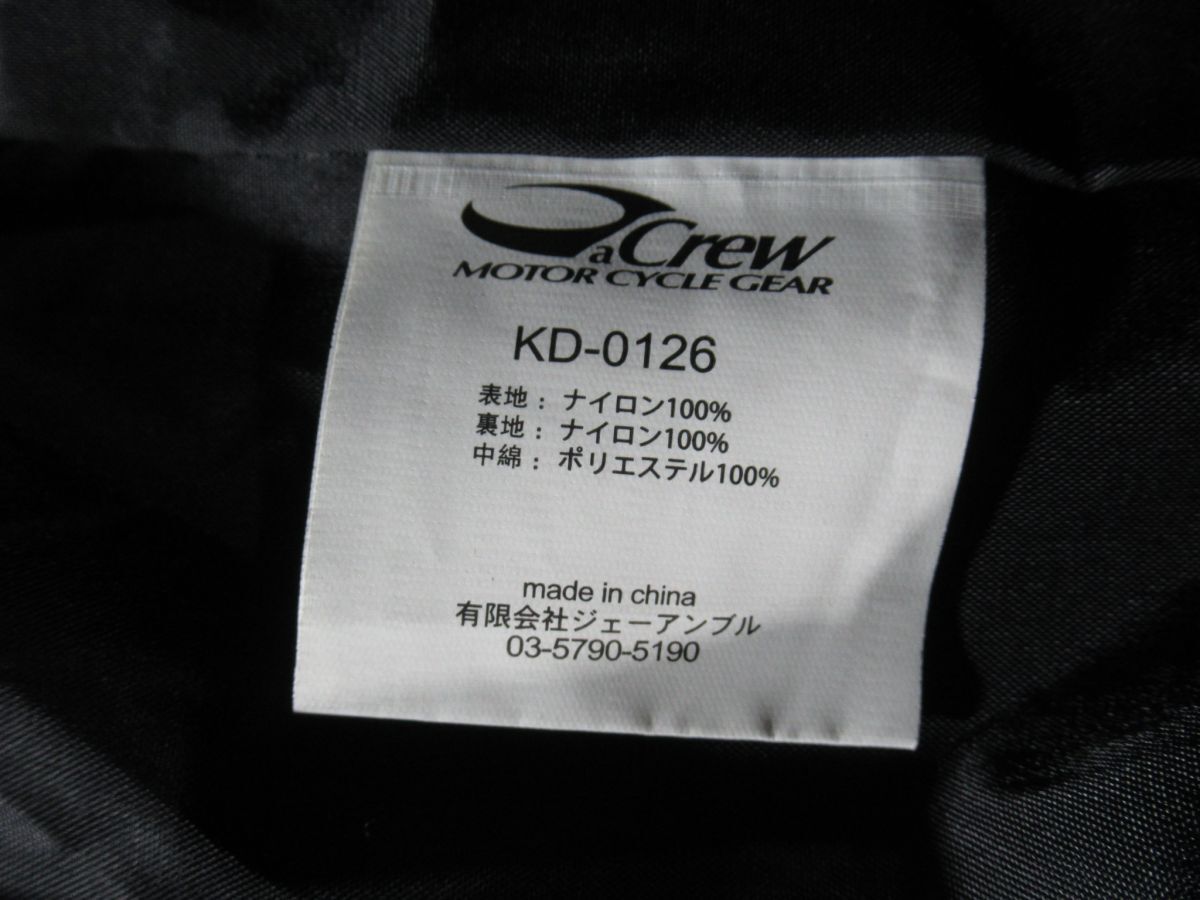 aCrew
MOTOR CYCLE GEAR
KD-0126
表地：ナイロン100%
裏地：ナイロン100%
中綿：ポリエステル100%
made in china
有限会社ジェーアンブル
03-5790-5190